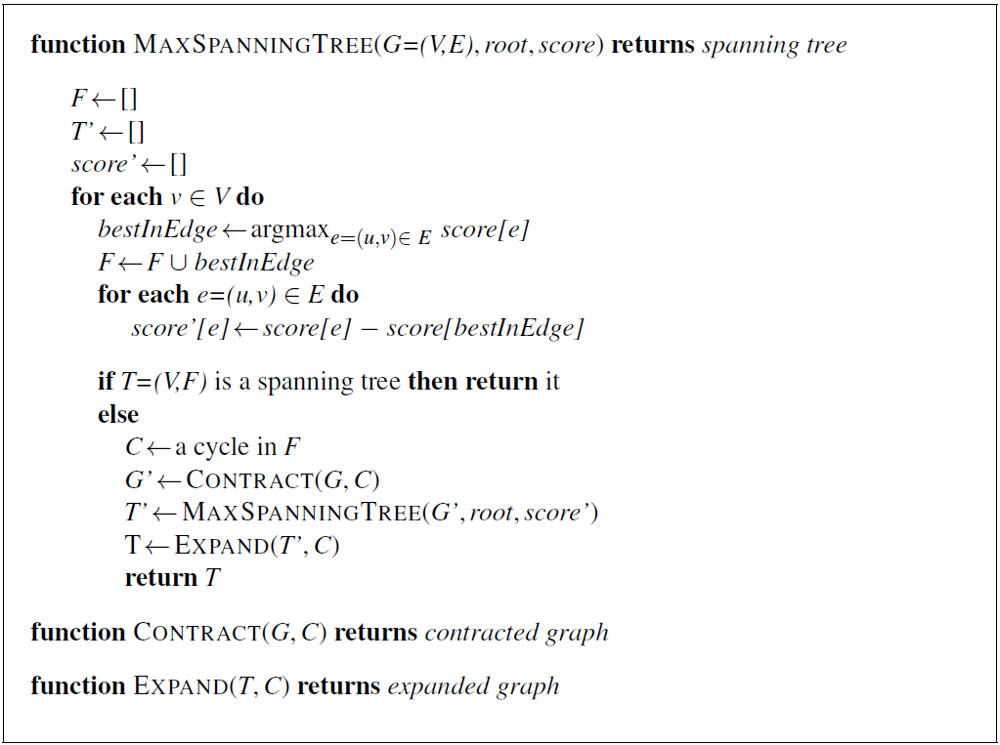 function MAXSPANNINGTREE(G=(V,E), root, score) returns spanning tree
F ← []
T' ← []
score' ← []
for each v ∈ V do
bestInEdge ← argmax e=(u,v)∈ E score[e]
F ← F ∪ bestInEdge
for each e=(u,v) ∈ E do
score'[e] ← score[e] − score[bestInEdge]
if T=(V,F) is a spanning tree then return it
else
C ← a cycle in F
G' ← CONTRACT(G, C)
T' ← MAXSPANNINGTREE(G', root, score')
T ← EXPAND(T', C)
return T
function CONTRACT(G, C) returns contracted graph
function EXPAND(T, C) returns expanded graph